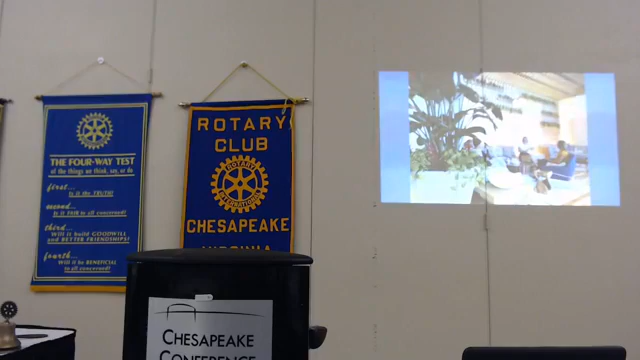 THE FOUR-WAY TEST
of the things we think, say, or do
first...
Is it the TRUTH?
second...
Is it FAIR to all concerned?
third...
Will it build GOODWILL
and BETTER FRIENDSHIPS?
fourth...
Will it be BENEFICIAL
to all concerned?
ROTARY
CLUB
ROTARY
INTERNATIONAL
CHESAPEAKE
VIRGINIA
CHESAPEAKE
CONFERENCE